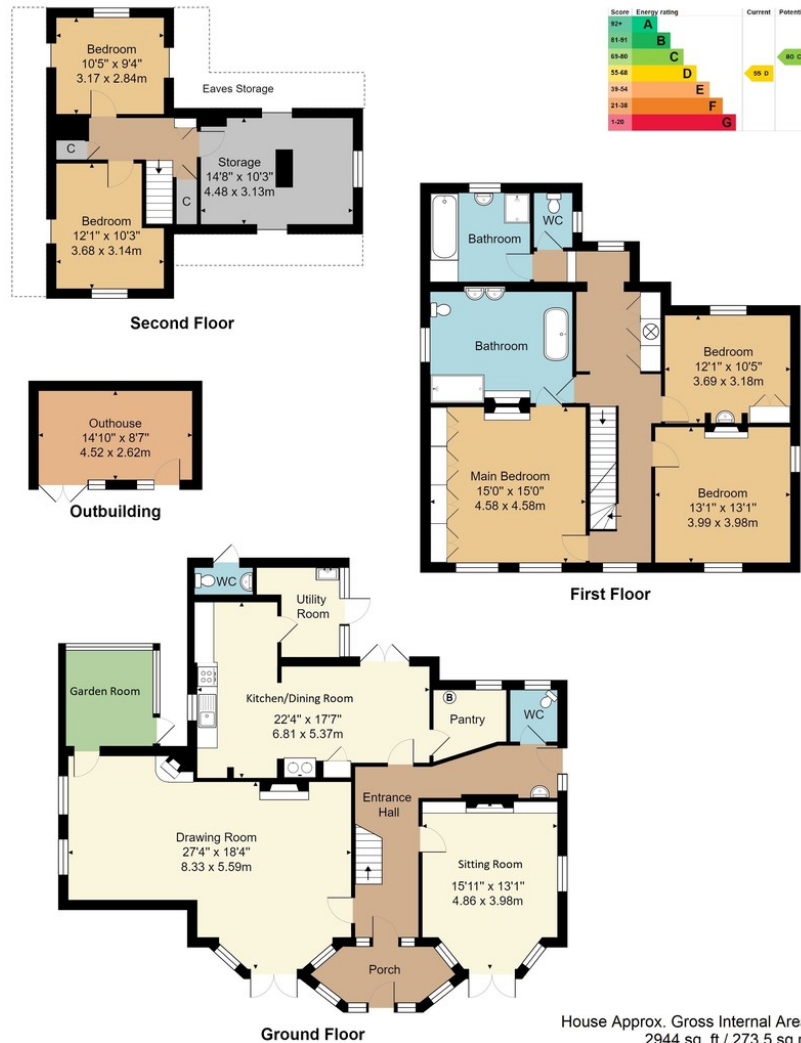 Score Energy rating Current Potenti
92+ A
81-91 B
69-80 C 80 C
55-68 D 55 D
39-54 E
21-38 F
1-20 G
Bedroom
10'5" x 9'4"
3.17 x 2.84m
Eaves Storage
C
Storage
14'8" x 10'3"
4.48 x 3.13m
C
Bedroom
12'1" x 10'3"
3.68 x 3.14m
Second Floor
Bathroom
WC
Bathroom
Bedroom
12'1" x 10'5"
3.69 x 3.18m
Main Bedroom
15'0" x 15'0"
4.58 x 4.58m
Bedroom
13'1" x 13'1"
3.99 x 3.98m
First Floor
Outhouse
14'10" x 8'7"
4.52 x 2.62m
Outbuilding
WC
Utility
Room
Garden Room
Kitchen/Dining Room
22'4" x 17'7"
6.81 x 5.37m
B
Pantry
WC
Entrance
Hall
Drawing Room
27'4" x 18'4"
8.33 x 5.59m
Sitting Room
15'11" x 13'1"
4.86 x 3.98m
Porch
Ground Floor
House Approx. Gross Internal Area
2944 sq. ft / 273.5 sq.m